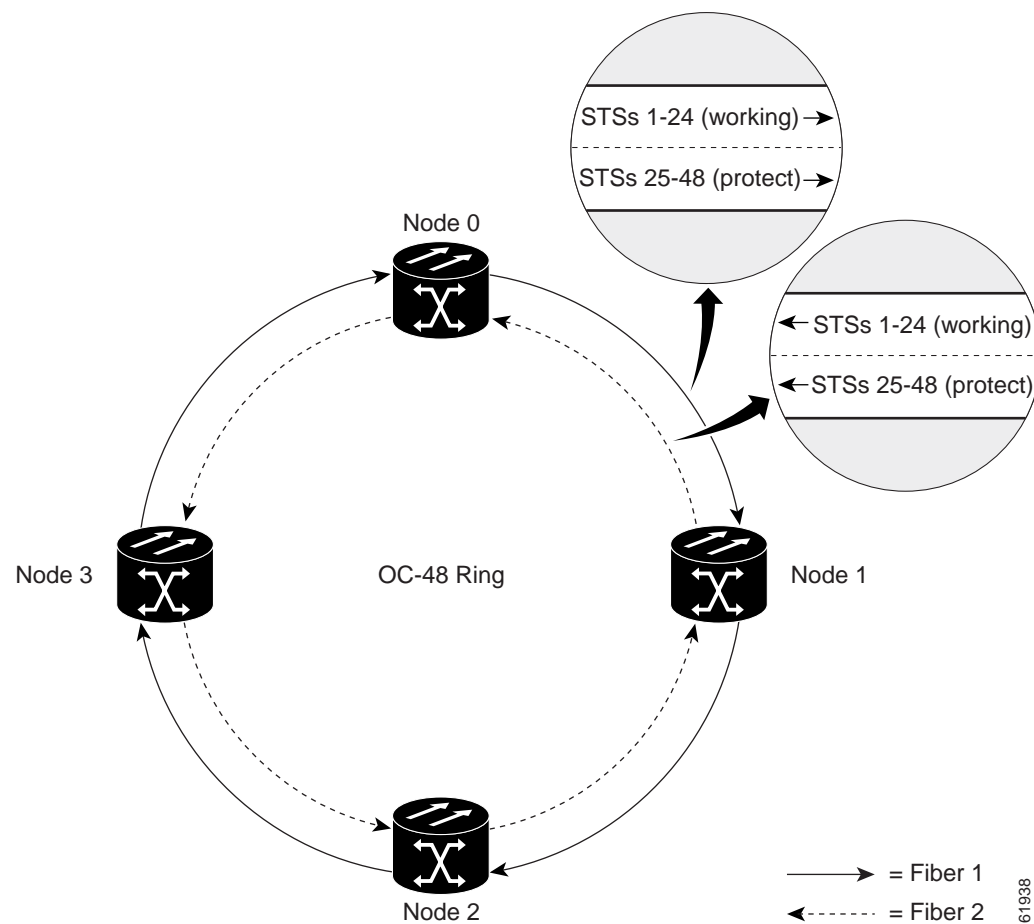 STSs 1-24 (working)
STSs 25-48 (protect)
Node 0
STSs 1-24 (working)
STSs 25-48 (protect)
Node 3
OC-48 Ring
Node 1
= Fiber 1
Node 2
= Fiber 2
61938